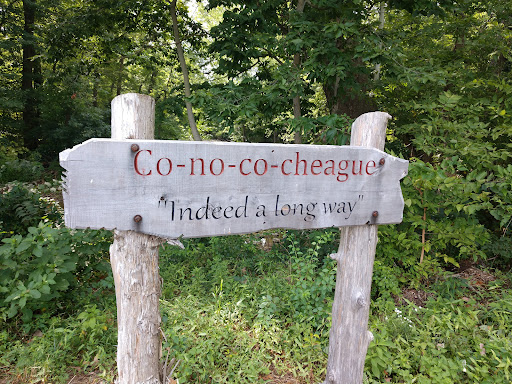 Co-no-co-cheague
"Indeed a long way"